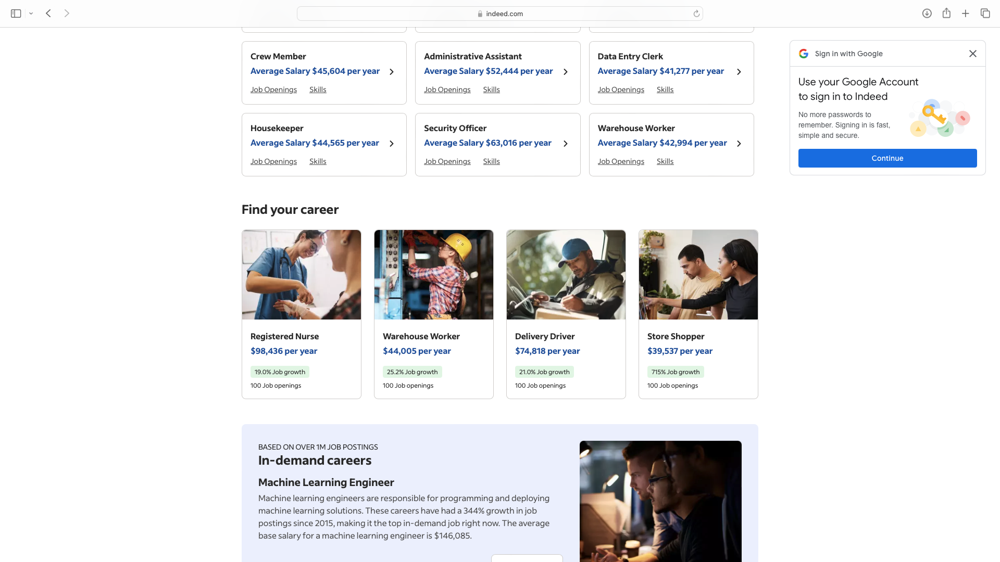 indeed.com
Crew Member
Average Salary $45,604 per year
Job Openings Skills
Administrative Assistant
Average Salary $52,444 per year
Job Openings Skills
Data Entry Clerk
Average Salary $41,277 per year
Job Openings Skills
Housekeeper
Average Salary $44,565 per year
Job Openings Skills
Security Officer
Average Salary $63,016 per year
Job Openings Skills
Warehouse Worker
Average Salary $42,994 per year
Job Openings Skills
Sign in with Google
Use your Google Account
to sign in to Indeed
No more passwords to
remember. Signing in is fast,
simple and secure.
Continue
Find your career
Registered Nurse
$98,436 per year
19.0% Job growth
100 Job openings
Warehouse Worker
$44,005 per year
25.2% Job growth
100 Job openings
Delivery Driver
$74,818 per year
21.0% Job growth
100 Job openings
Store Shopper
$39,537 per year
715% Job growth
100 Job openings
BASED ON OVER 1M JOB POSTINGS
In-demand careers
Machine Learning Engineer
Machine learning engineers are responsible for programming and deploying
machine learning solutions. These careers have had a 344% growth in job
postings since 2015, making it the top in-demand job right now. The average
base salary for a machine learning engineer is $146,085.